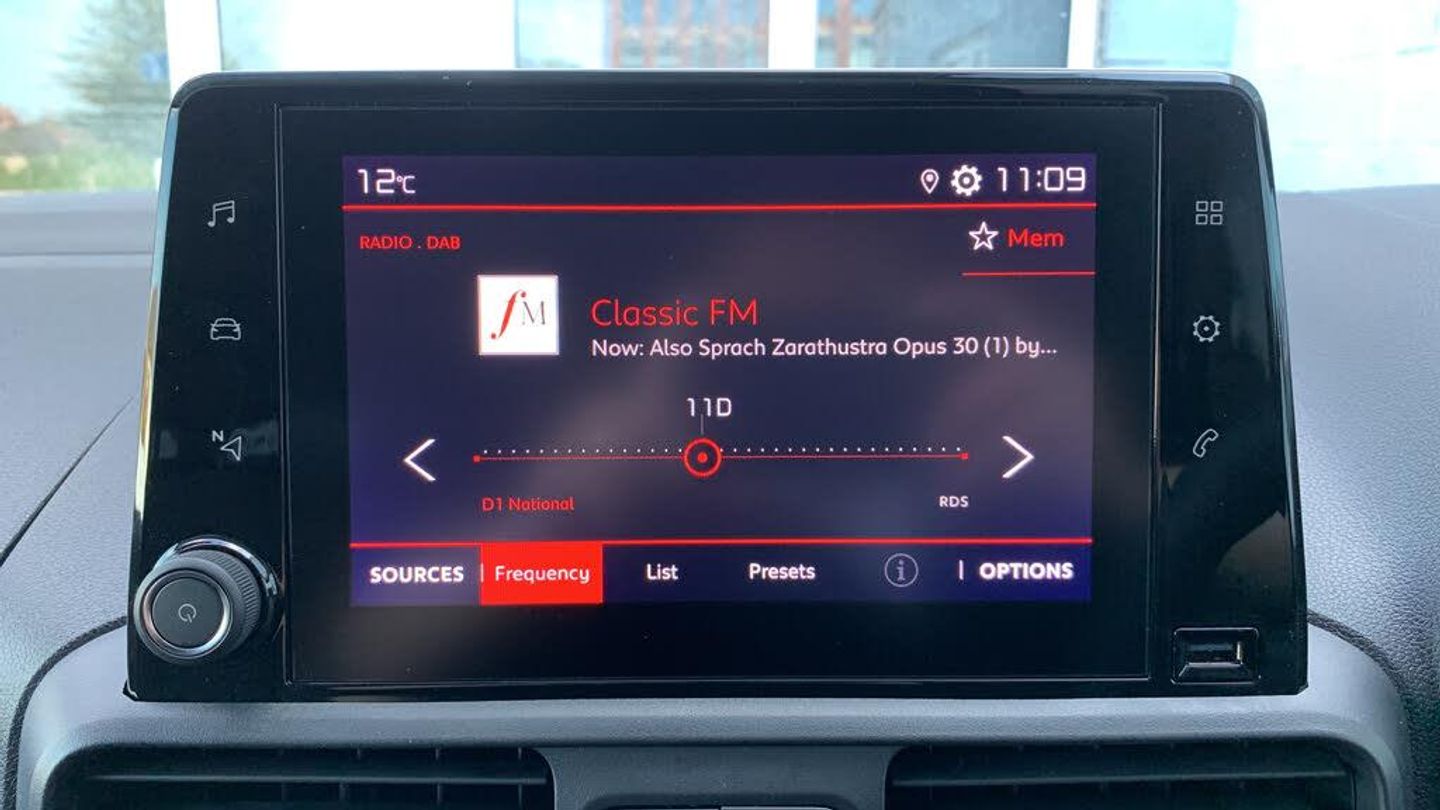 12°C
11:09
RADIO . DAB
Mem
fM
Classic FM
Now: Also Sprach Zarathustra Opus 30 (1) by...
11D
D1 National
RDS
SOURCES | Frequency List Presets i | OPTIONS
N